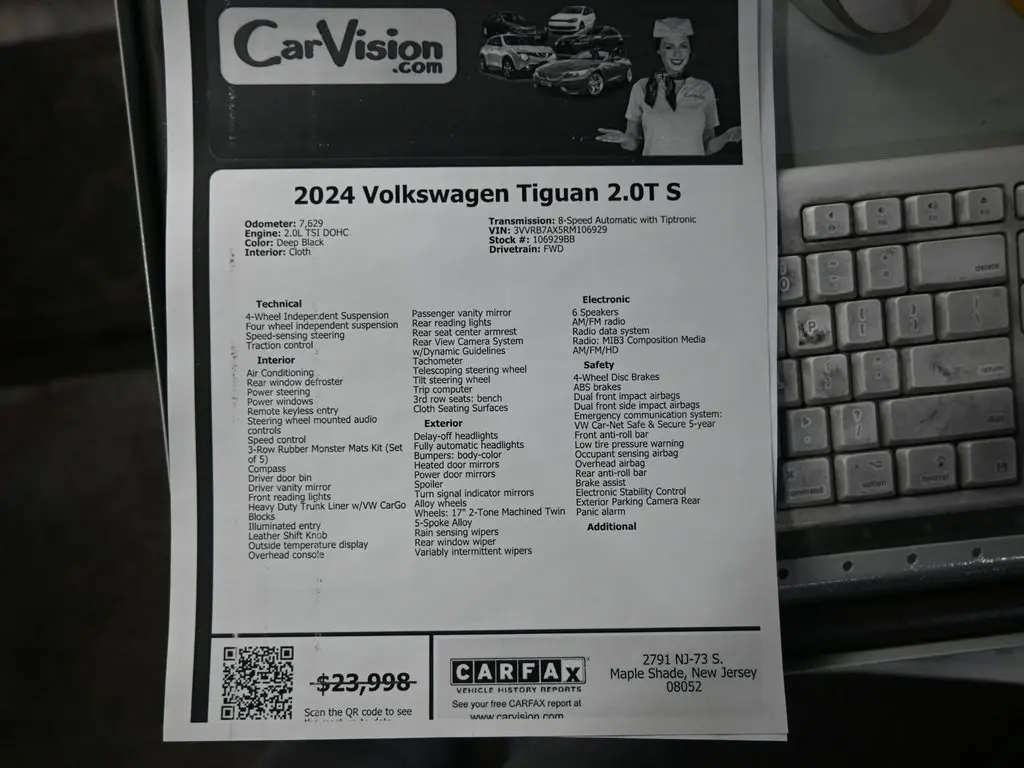 CarVision
.com
2024 Volkswagen Tiguan 2.0T S
Odometer: 7,629
Engine: 2.0L TSI DOHC
Color: Deep Black
Interior: Cloth
Transmission: 8-Speed Automatic with Tiptronic
VIN: 3VVRB7AX5RM106929
Stock #: 106929BB
Drivetrain: FWD
Technical
4-Wheel Independent Suspension
Four wheel independent suspension
Speed-sensing steering
Traction control
Interior
Air Conditioning
Rear window defroster
Power steering
Power windows
Remote keyless entry
Steering wheel mounted audio
controls
Speed control
3-Row Rubber Monster Mats Kit (Set
of 5)
Compass
Driver door bin
Driver vanity mirror
Front reading lights
Heavy Duty Trunk Liner w/VW CarGo
Blocks
Illuminated entry
Leather Shift Knob
Outside temperature display
Overhead console
Passenger vanity mirror
Rear reading lights
Rear seat center armrest
Rear View Camera System
w/Dynamic Guidelines
Tachometer
Telescoping steering wheel
Tilt steering wheel
Trip computer
3rd row seats: bench
Cloth Seating Surfaces
Exterior
Delay-off headlights
Fully automatic headlights
Bumpers: body-color
Heated door mirrors
Power door mirrors
Spoiler
Turn signal indicator mirrors
Alloy wheels
Wheels: 17" 2-Tone Machined Twin
5-Spoke Alloy
Rain sensing wipers
Rear window wiper
Variably intermittent wipers
Electronic
6 Speakers
AM/FM radio
Radio data system
Radio: MIB3 Composition Media
AM/FM/HD
Safety
4-Wheel Disc Brakes
ABS brakes
Dual front impact airbags
Dual front side impact airbags
Emergency communication system:
VW Car-Net Safe & Secure 5-year
Front anti-roll bar
Low tire pressure warning
Occupant sensing airbag
Overhead airbag
Rear anti-roll bar
Brake assist
Electronic Stability Control
Exterior Parking Camera Rear
Panic alarm
Additional
$23,998
Scan the QR code to see
CARFAX
VEHICLE HISTORY REPORTS
See your free CARFAX report at
www.carvision.com
2791 NJ-73 S.
Maple Shade, New Jersey
08052
delete
return
P
command
option
control